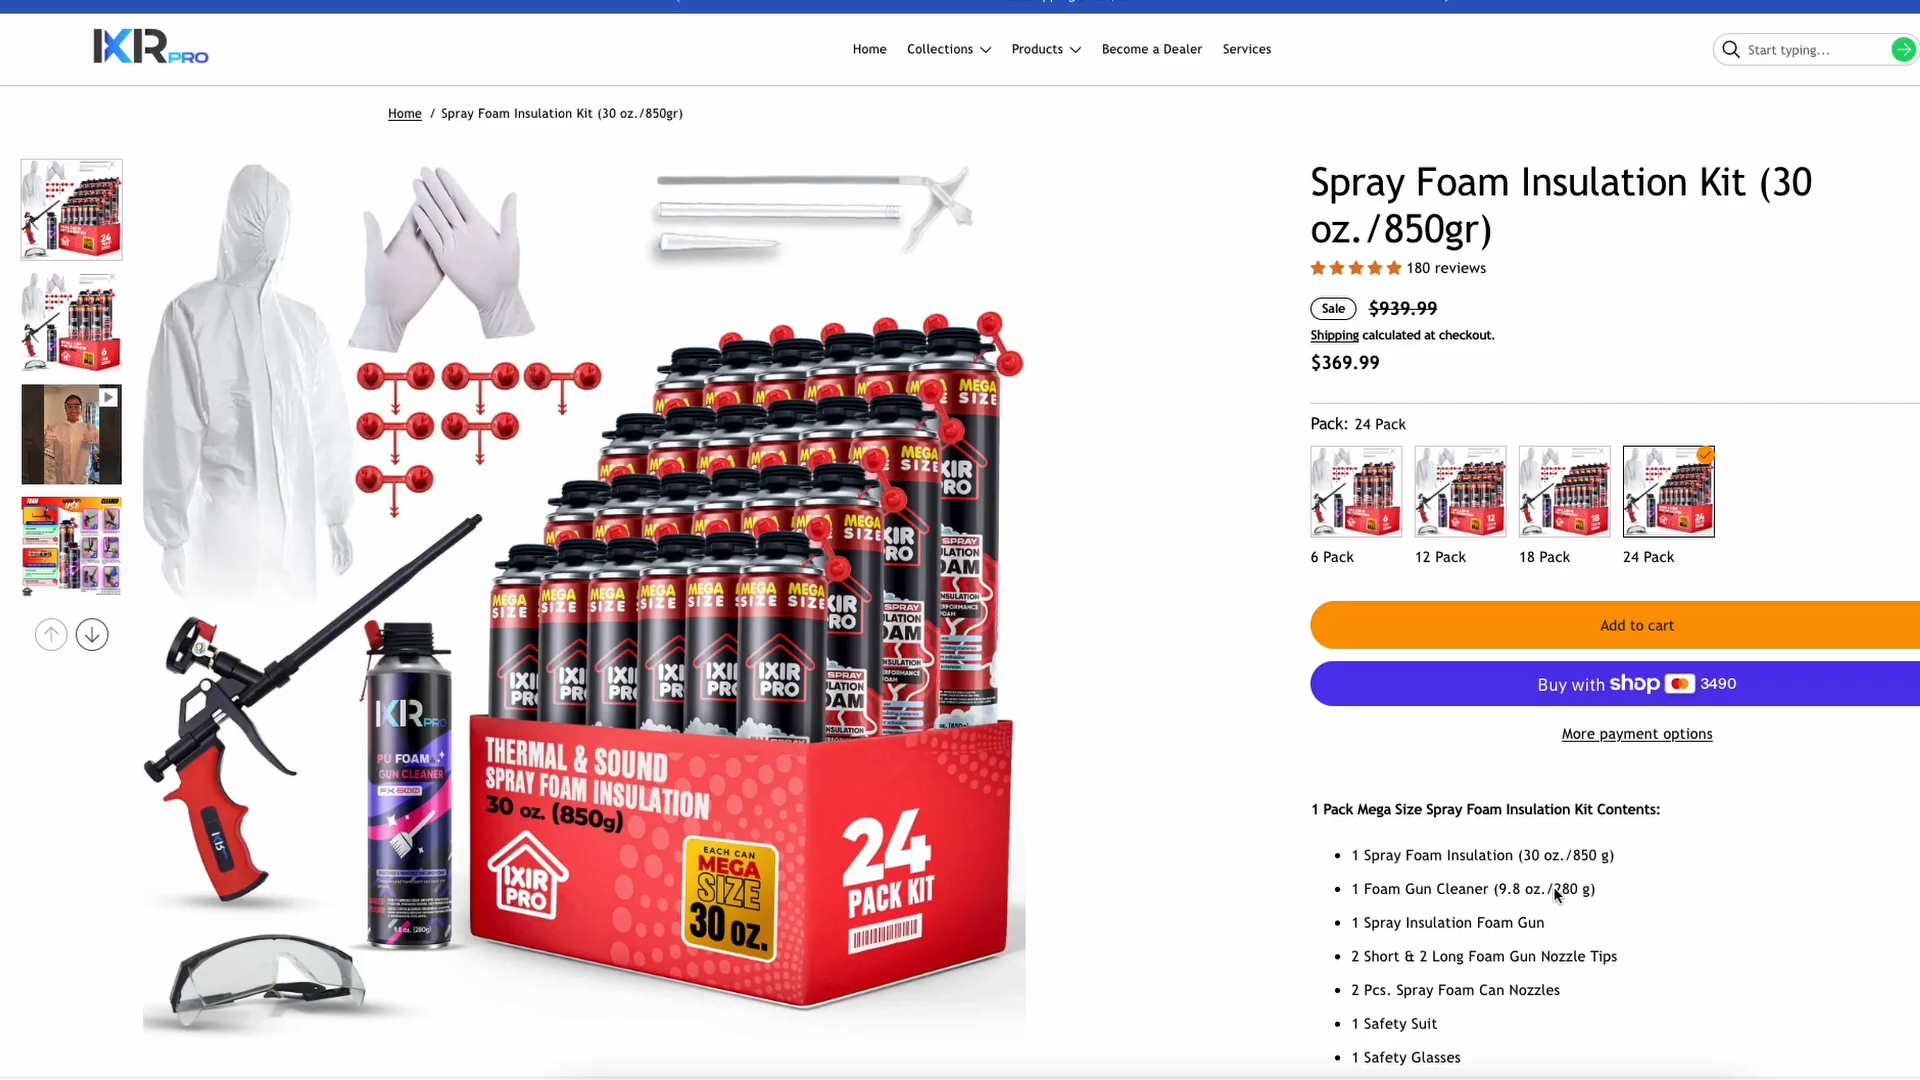 IXIR PRO
Home
Collections
Products
Become a Dealer
Services
Start typing...
Home / Spray Foam Insulation Kit (30 oz./850gr)
Spray Foam Insulation Kit (30
oz./850gr)
180 reviews
Sale $939.99
Shipping calculated at checkout.
$369.99
Pack: 24 Pack
6 Pack
12 Pack
18 Pack
24 Pack
Add to cart
Buy with shop 3490
More payment options
1 Pack Mega Size Spray Foam Insulation Kit Contents:
1 Spray Foam Insulation (30 oz./850 g)
1 Foam Gun Cleaner (9.8 oz./280 g)
1 Spray Insulation Foam Gun
2 Short & 2 Long Foam Gun Nozzle Tips
2 Pcs. Spray Foam Can Nozzles
1 Safety Suit
1 Safety Glasses
MEGA
SIZE
IXIR
PRO
IXIR PRO
PU FOAM
GUN CLEANER
9.8 oz. (280g)
THERMAL & SOUND
SPRAY FOAM INSULATION
30 oz. (850g)
IXIR
PRO
EACH CAN
MEGA
SIZE
30 oz.
24
PACK KIT